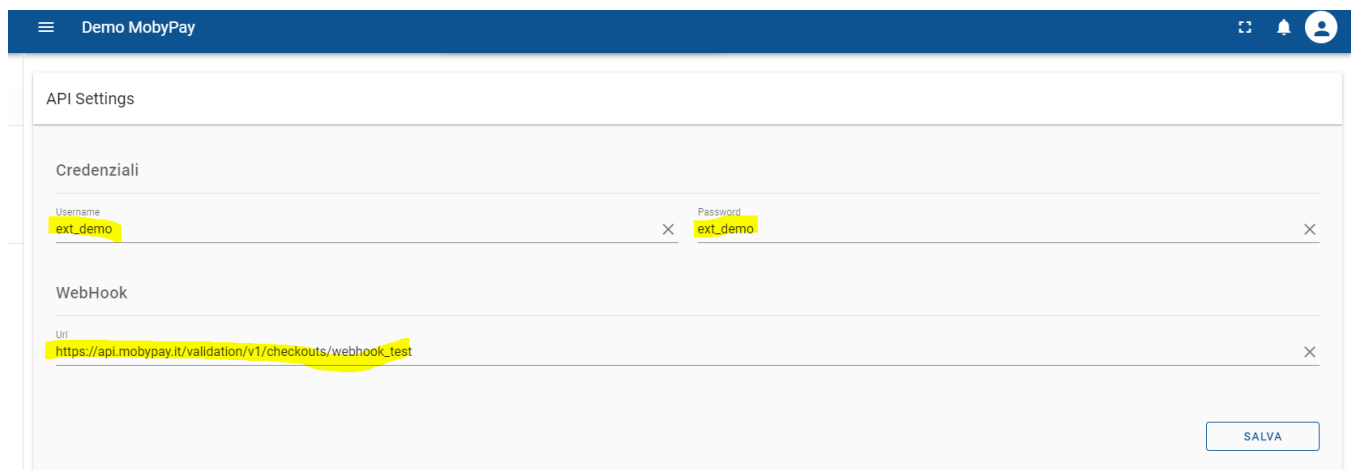 Demo MobyPay
API Settings
Credenziali
Username Password
ext_demo ext_demo
WebHook
Url
https://api.mobypay.it/validation/v1/checkouts/webhook_test
SALVA